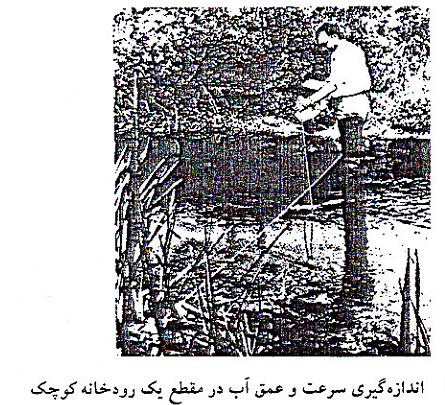 اندازه‌گیری سرعت و عمق آب در مقطع یک رودخانه کوچک